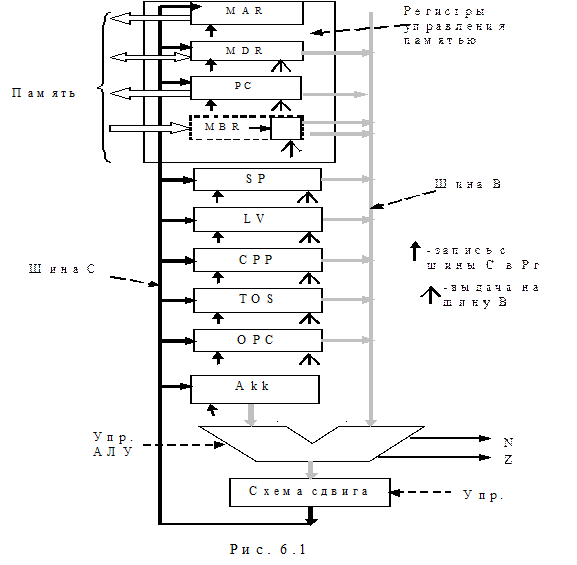 MAR
Регистры
управления
памятью
MDR
PC
Память
MBR
SP
Шина В
LV
-запись с
шины С в Рг
CPP
Шина С
-выдача на
шину В
TOS
OPC
Akk
Упр.
АЛУ
N
Z
Схема сдвига
Упр.
Рис. 6.1